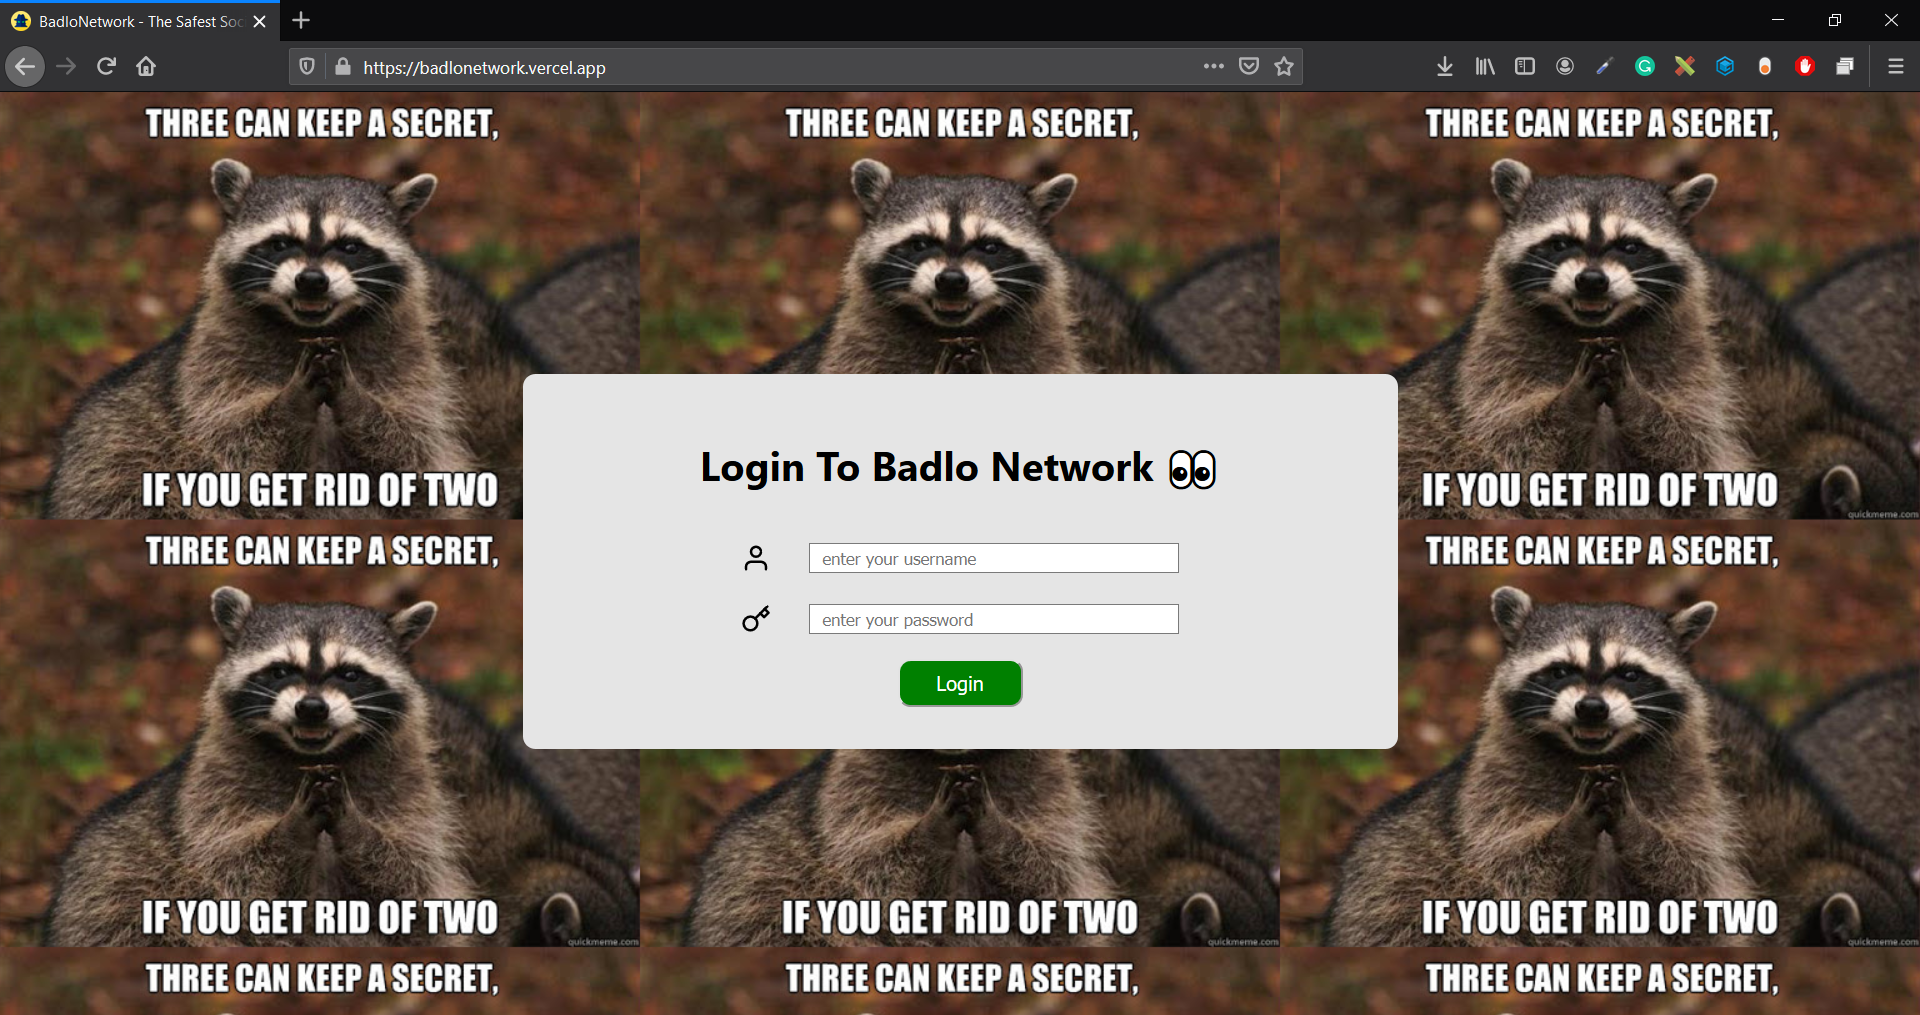 BadloNetwork - The Safest Soc
https://badlonetwork.vercel.app
THREE CAN KEEP A SECRET, THREE CAN KEEP A SECRET, THREE CAN KEEP A SECRET,
Login To Badlo Network 👀
IF YOU GET RID OF TWO IF YOU GET RID OF TWO
quickmeme.com
THREE CAN KEEP A SECRET, THREE CAN KEEP A SECRET,
enter your username
enter your password
Login
IF YOU GET RID OF TWO IF YOU GET RID OF TWO IF YOU GET RID OF TWO
quickmeme.com quickmeme.com quickmeme.com
THREE CAN KEEP A SECRET, THREE CAN KEEP A SECRET, THREE CAN KEEP A SECRET,